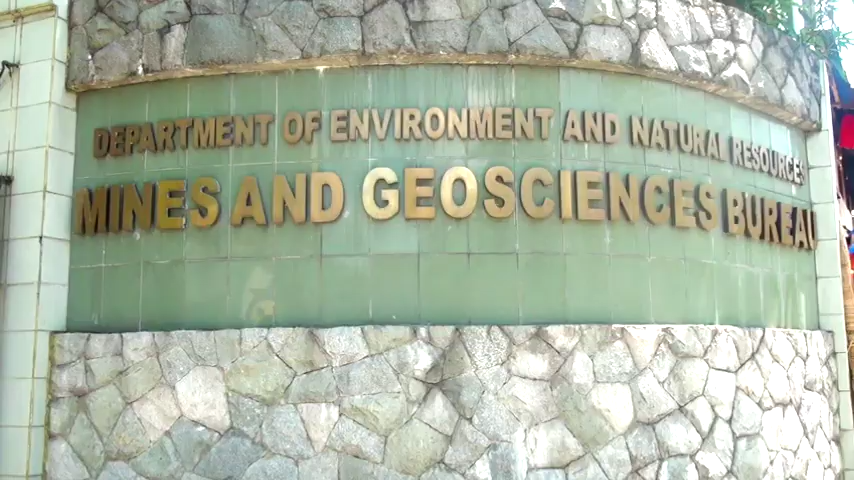 DEPARTMENT OF ENVIRONMENT AND NATURAL RESOURCES
MINES AND GEOSCIENCES BUREAU